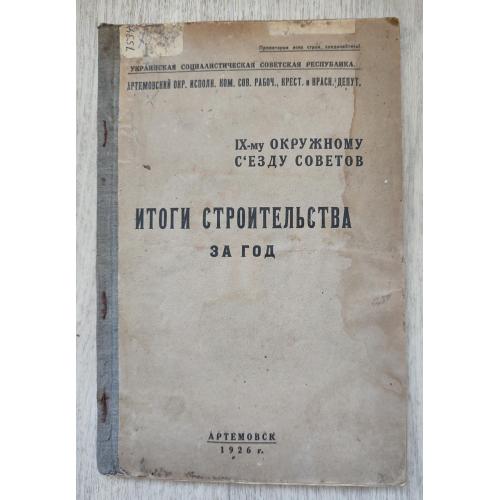 Пролетарии всех стран, соединяйтесь!
УКРАИНСКАЯ СОЦИАЛИСТИЧЕСКАЯ СОВЕТСКАЯ РЕСПУБЛИКА
АРТЕМОВСКИЙ ОКР. ИСПОЛН. КОМ. СОВ. РАБОЧ., КРЕСТ. и КРАСН. ДЕПУТ.
IX-му ОКРУЖНОМУ
С'ЕЗДУ СОВЕТОВ
ИТОГИ СТРОИТЕЛЬСТВА
ЗА ГОД
АРТЕМОВСК
1926 г.